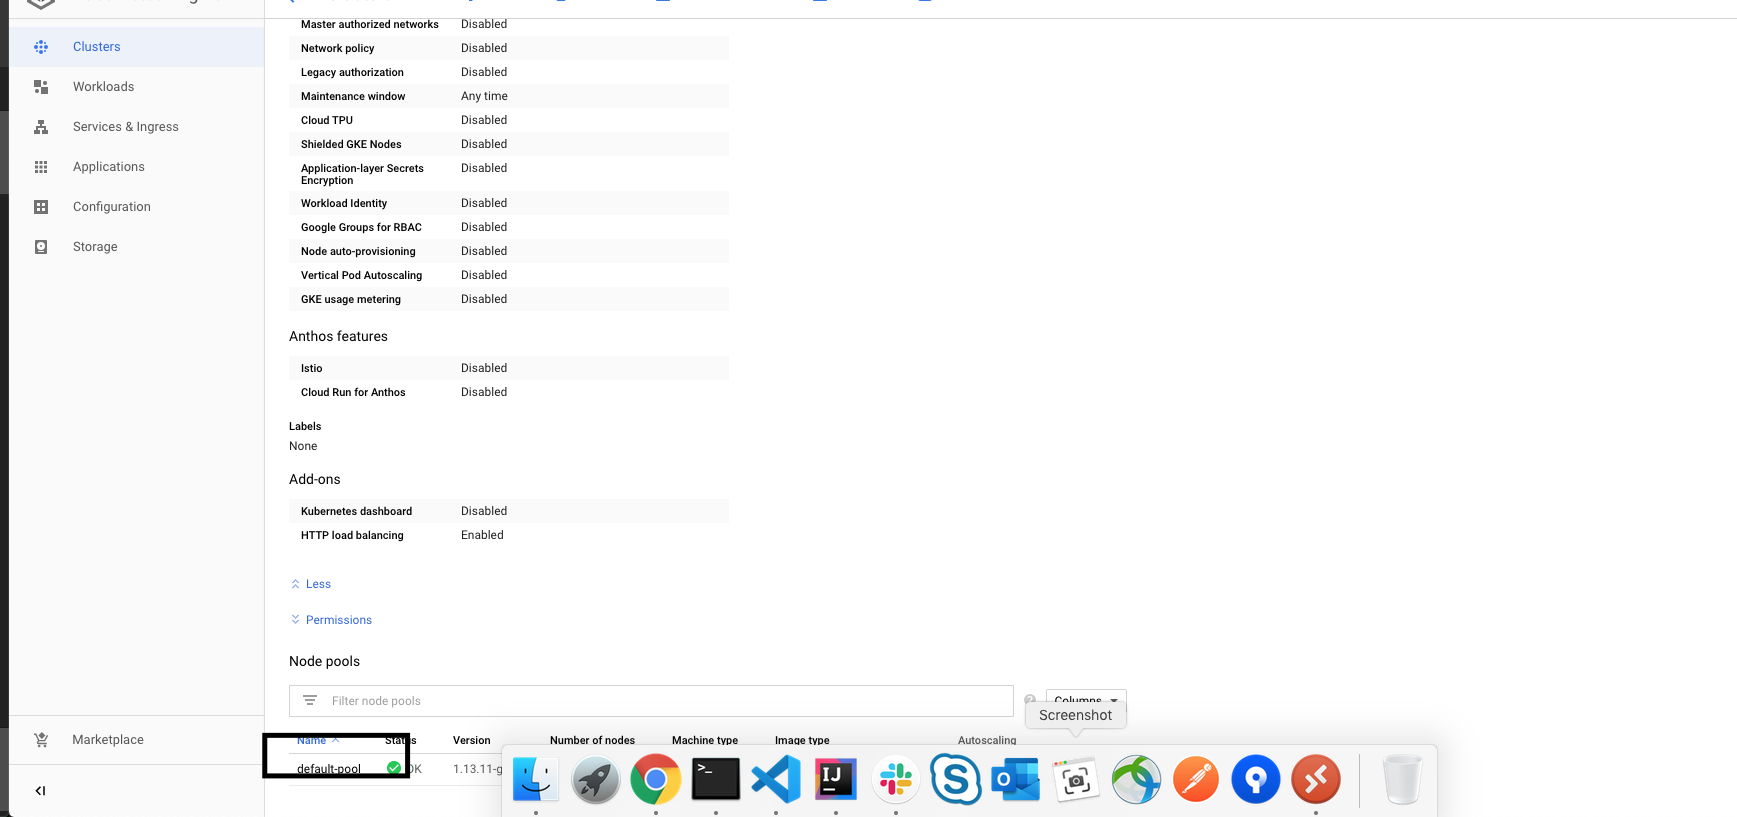 Clusters
Workloads
Services & Ingress
Applications
Configuration
Storage
Marketplace
Master authorized networks Disabled
Network policy Disabled
Legacy authorization Disabled
Maintenance window Any time
Cloud TPU Disabled
Shielded GKE Nodes Disabled
Application-layer Secrets Disabled
Encryption
Workload Identity Disabled
Google Groups for RBAC Disabled
Node auto-provisioning Disabled
Vertical Pod Autoscaling Disabled
GKE usage metering Disabled
Anthos features
Istio Disabled
Cloud Run for Anthos Disabled
Labels
None
Add-ons
Kubernetes dashboard Disabled
HTTP load balancing Enabled
Less
Permissions
Node pools
Filter node pools
Columns
Screenshot
Name Status Version Number of nodes Machine type Image type Autoscaling
default-pool OK 1.13.11-g
>_ IJ S O